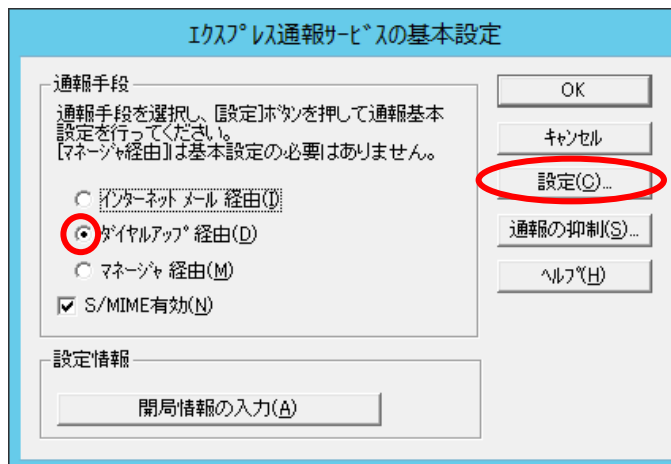 ｴｸｽﾌﾟﾚｽ通報ｻｰﾋﾞｽの基本設定
通報手段
通報手段を選択し、[設定]ﾎﾞﾀﾝを押して通報基本
設定を行ってください。
[ﾏﾈｰｼﾞｬ経由]は基本設定の必要はありません。
ｲﾝﾀｰﾈｯﾄ ﾒｰﾙ 経由(I)
ﾀﾞｲﾔﾙｱｯﾌﾟ 経由(D)
ﾏﾈｰｼﾞｬ 経由(M)
S/MIME有効(N)
設定情報
開局情報の入力(A)
OK
ｷｬﾝｾﾙ
設定(C)...
通報の抑制(S)...
ﾍﾙﾌﾟ(H)